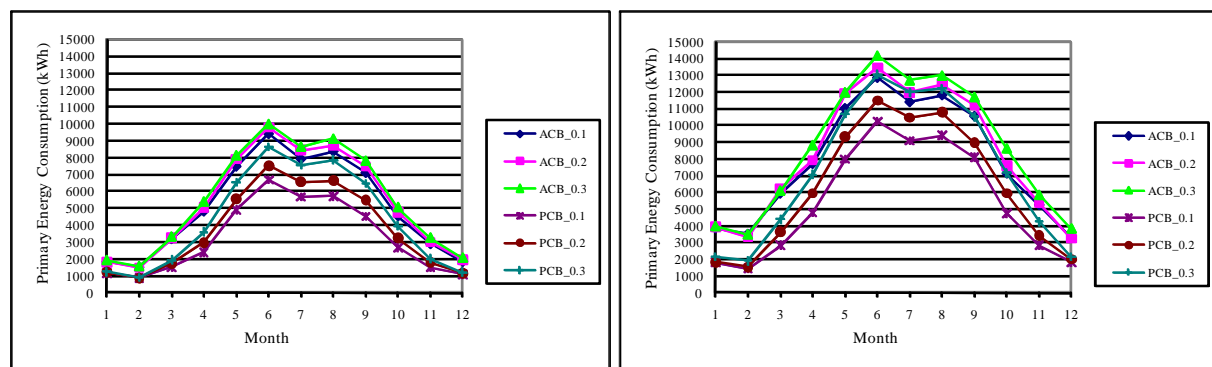 Primary Energy Consumption (kWh)
15000
14000
13000
12000
11000
10000
9000
8000
7000
6000
5000
4000
3000
2000
1000
0
1 2 3 4 5 6 7 8 9 10 11 12
Month
ACB_0.1
ACB_0.2
ACB_0.3
PCB_0.1
PCB_0.2
PCB_0.3
Primary Energy Consumption (kWh)
15000
14000
13000
12000
11000
10000
9000
8000
7000
6000
5000
4000
3000
2000
1000
0
1 2 3 4 5 6 7 8 9 10 11 12
Month
ACB_0.1
ACB_0.2
ACB_0.3
PCB_0.1
PCB_0.2
PCB_0.3